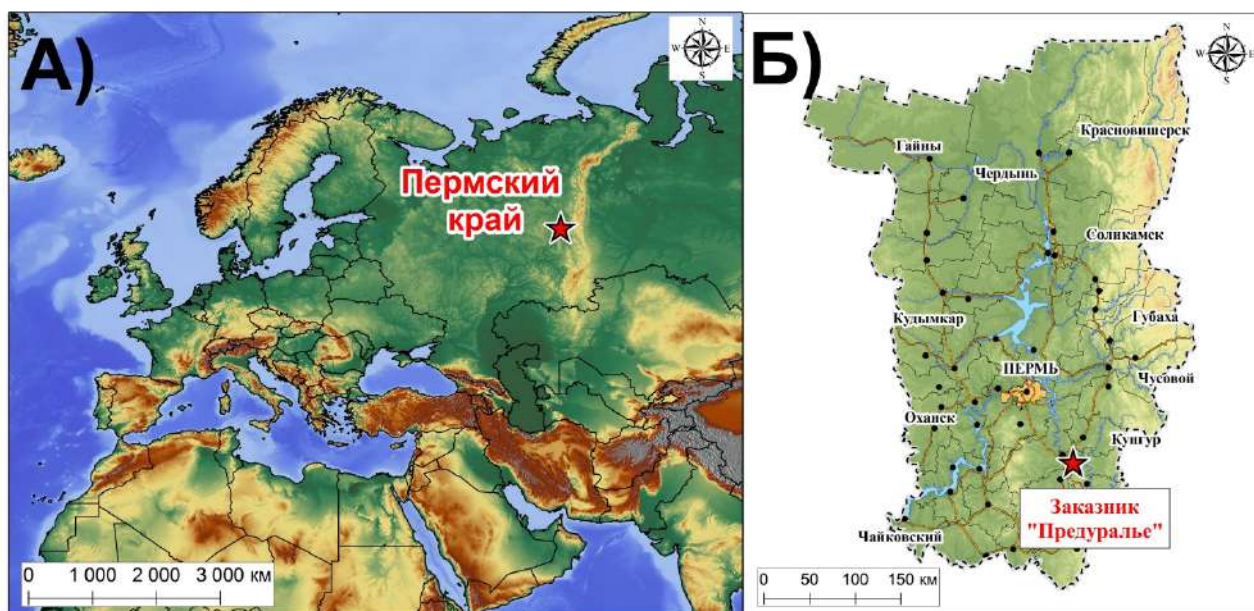 А)
N
W E
S
Пермский
край
0 1 000 2 000 3 000 км
Б)
N
W E
S
Красновишерск
Гайны
Чердынь
Соликамск
Губаха
Кудымкар
ПЕРМЬ
Чусовой
Оханск
Кунгур
Заказник
"Предуралье"
Чайковский
0 50 100 150 км